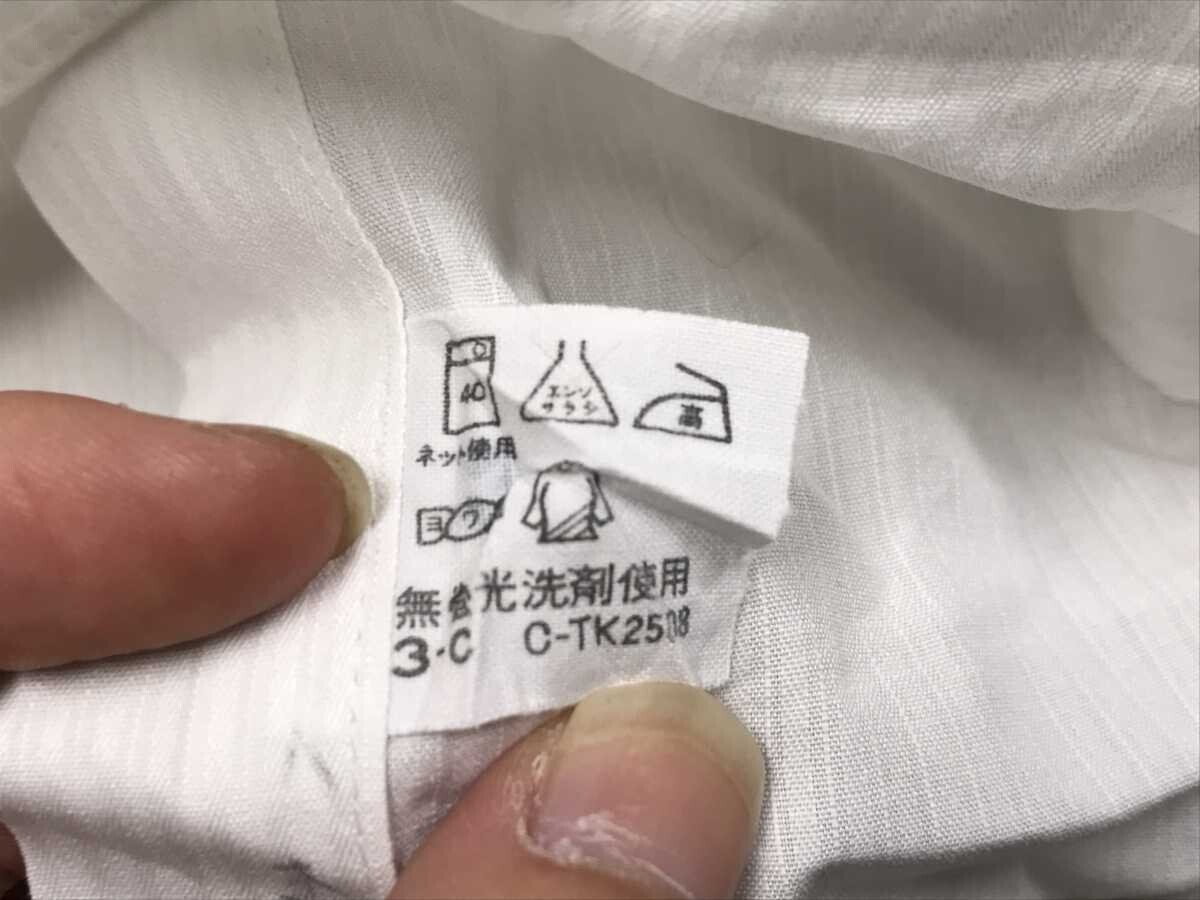 40
エンソ
サラシ
高
ネット使用
ヨワ
無蛍光洗剤使用
3・C C-TK2508